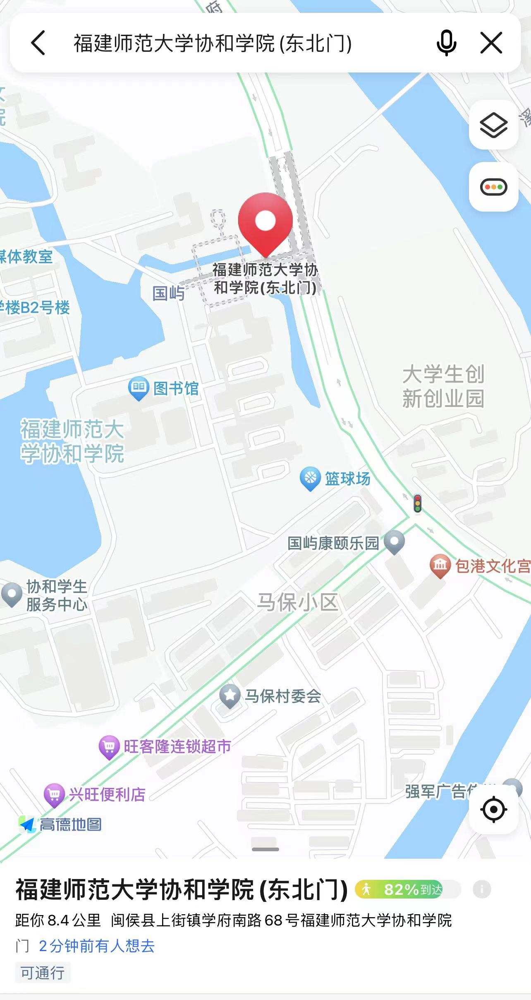 府
福建师范大学协和学院(东北门)
溪
院
媒体教室
福建师范大学协
和学院(东北门)
国屿
学楼B2号楼
大学生创
新创业园
图书馆
福建师范大
学协和学院
篮球场
国屿康颐乐园
包港文化宫
协和学生
服务中心
马保小区
马保村委会
旺客隆连锁超市
兴旺便利店
强军广告
高德地图
福建师范大学协和学院(东北门) 82%到达
距你8.4公里 闽侯县上街镇学府南路68号福建师范大学协和学院
门 2分钟前有人想去
可通行